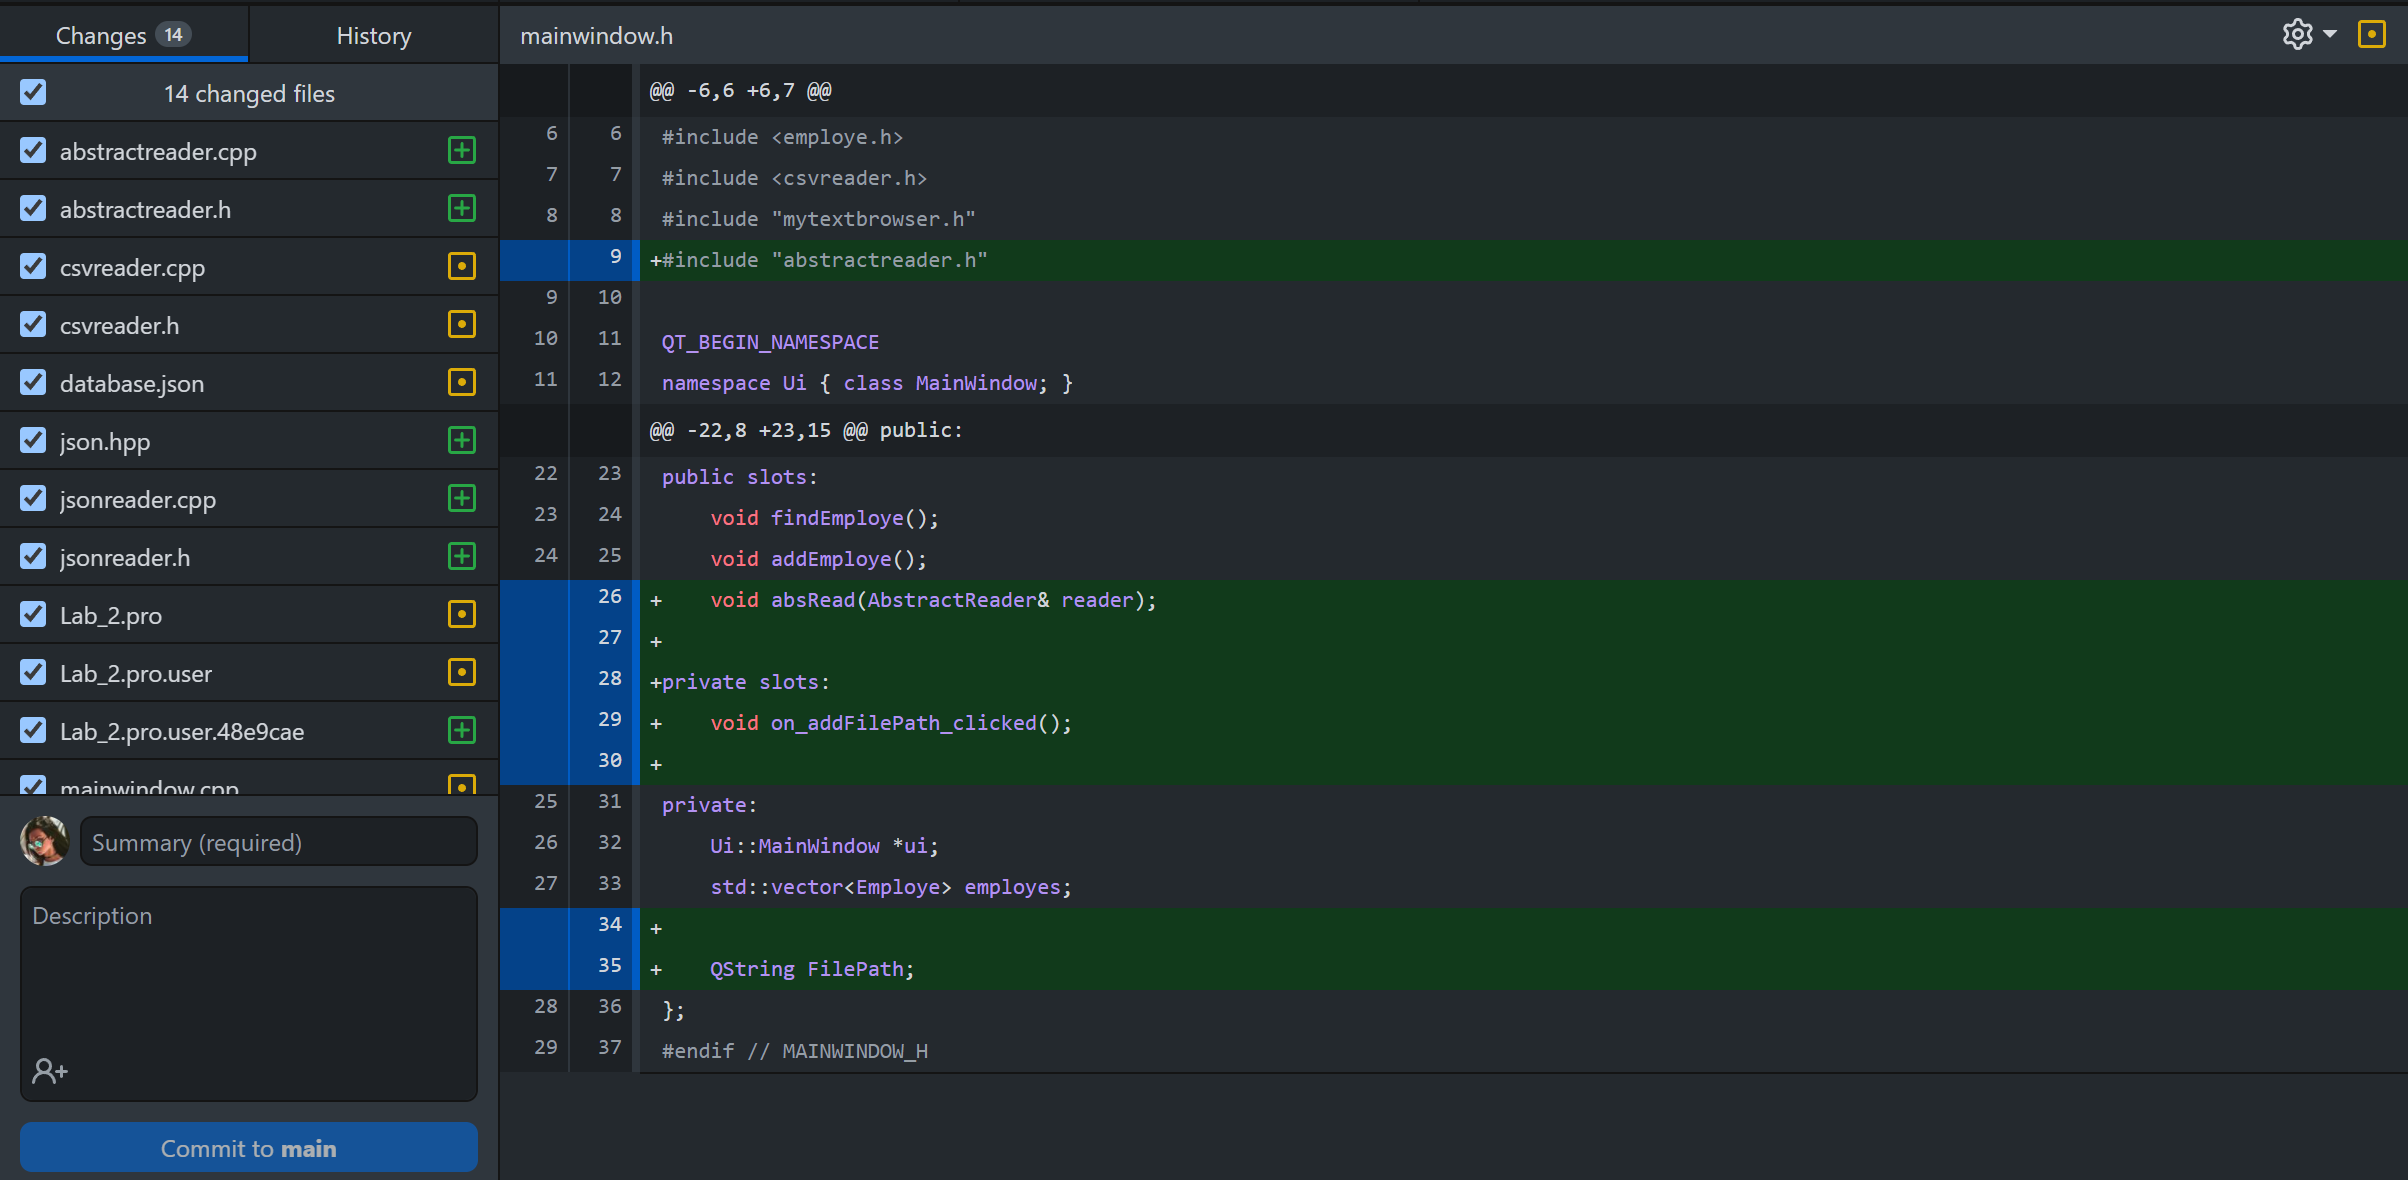 Changes 14
History
14 changed files
abstractreader.cpp
abstractreader.h
csvreader.cpp
csvreader.h
database.json
json.hpp
jsonreader.cpp
jsonreader.h
Lab_2.pro
Lab_2.pro.user
Lab_2.pro.user.48e9cae
mainwindow.cpp
Summary (required)
Description
Commit to main
mainwindow.h
@@ -6,6 +6,7 @@
6 6 #include <employe.h>
7 7 #include <csvreader.h>
8 8 #include "mytextbrowser.h"
9 +#include "abstractreader.h"
9 10
10 11 QT_BEGIN_NAMESPACE
11 12 namespace Ui { class MainWindow; }
@@ -22,8 +23,15 @@ public:
22 23 public slots:
23 24     void findEmploye();
24 25     void addEmploye();
26 +    void absRead(AbstractReader& reader);
27 +
28 +private slots:
29 +    void on_addFilePath_clicked();
30 +
25 31 private:
26 32     Ui::MainWindow *ui;
27 33     std::vector<Employe> employes;
34 +
35 +    QString FilePath;
28 36 };
29 37 #endif // MAINWINDOW_H